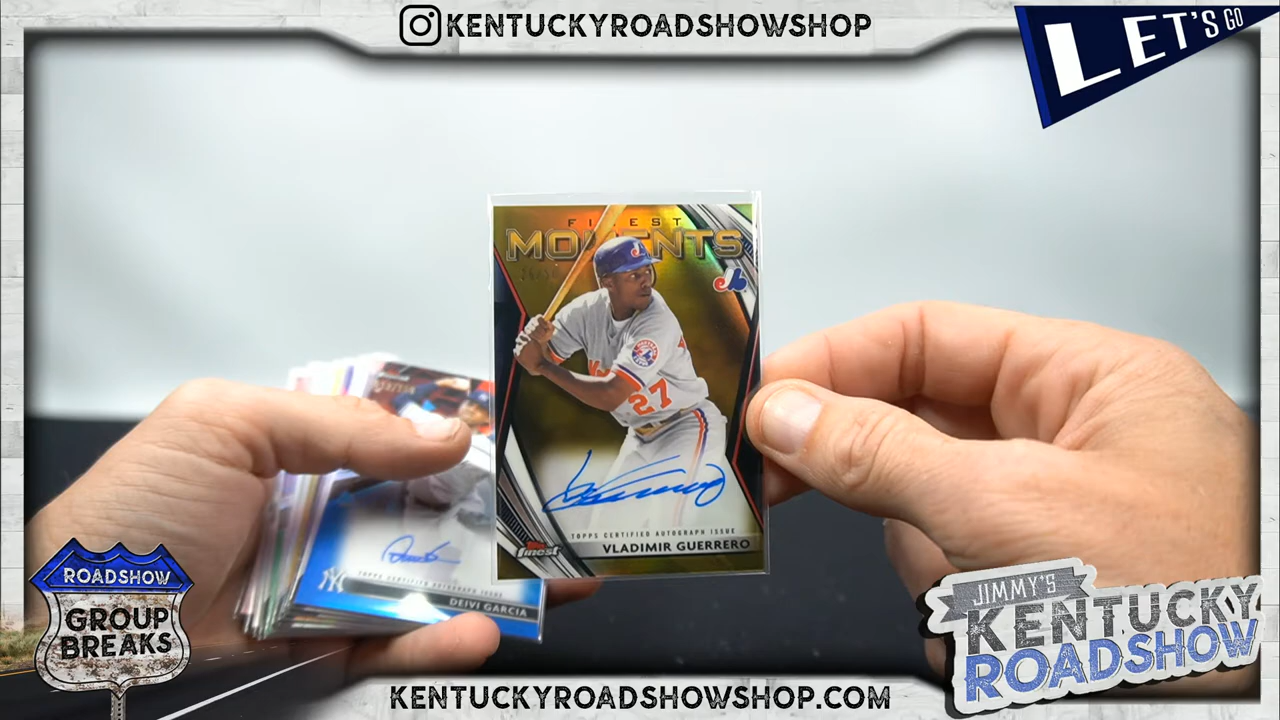 KENTUCKYROADSHOWSHOP
LET'S GO
FINEST
MOMENTS
27
TOPPS CERTIFIED AUTOGRAPH ISSUE
VLADIMIR GUERRERO
finest
TOPPS CERTIFIED AUTOGRAPH ISSUE
DEIVI GARCIA
ROADSHOW
GROUP
BREAKS
JIMMY'S
KENTUCKY
ROADSHOW
KENTUCKYROADSHOWSHOP.COM